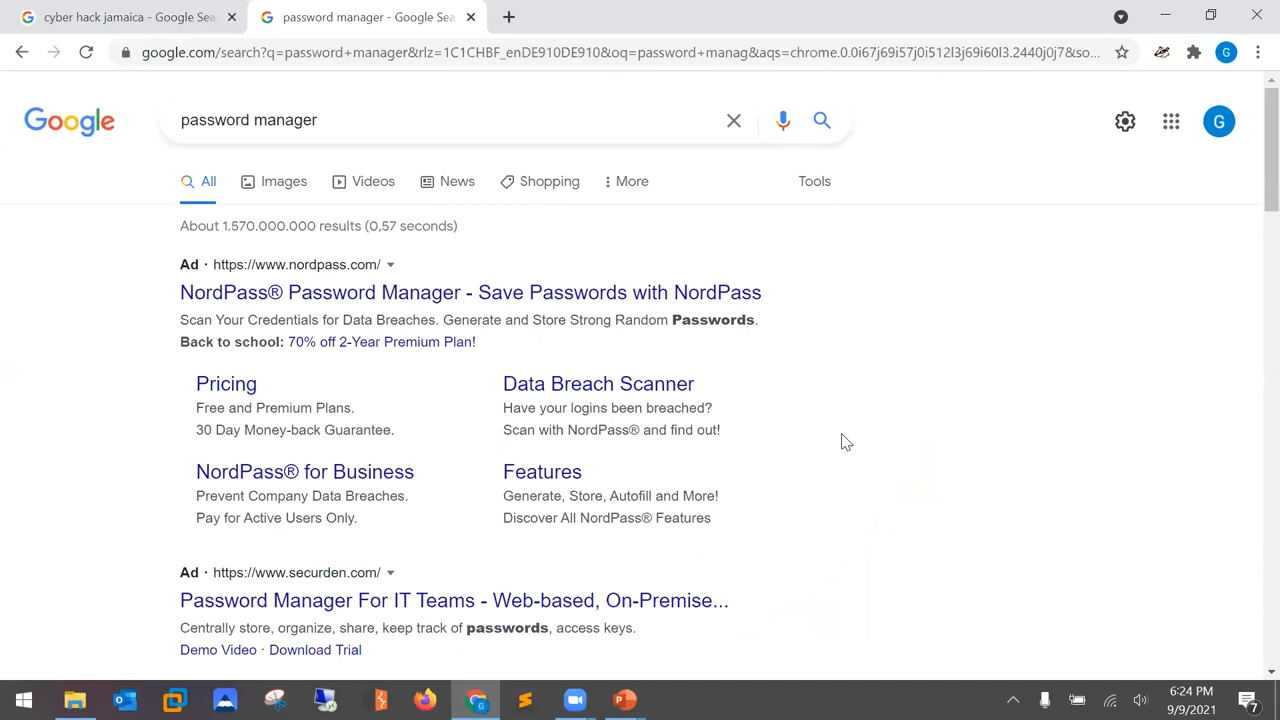 cyber hack jamaica - Google Sea
password manager - Google Sea
google.com/search?q=password+manager&rlz=1C1CHBF_enDE910DE910&oq=password+manag&aqs=chrome.0.0i67j69i57j0i512l3j69i60l3.2440j0j7&so...
G
Google
password manager
G
All
Images
Videos
News
Shopping
More
Tools
About 1.570.000.000 results (0,57 seconds)
Ad · https://www.nordpass.com/
NordPass® Password Manager - Save Passwords with NordPass
Scan Your Credentials for Data Breaches. Generate and Store Strong Random Passwords.
Back to school: 70% off 2-Year Premium Plan!
Pricing
Free and Premium Plans.
30 Day Money-back Guarantee.
Data Breach Scanner
Have your logins been breached?
Scan with NordPass® and find out!
NordPass® for Business
Prevent Company Data Breaches.
Pay for Active Users Only.
Features
Generate, Store, Autofill and More!
Discover All NordPass® Features
Ad · https://www.securden.com/
Password Manager For IT Teams - Web-based, On-Premise...
Centrally store, organize, share, keep track of passwords, access keys.
Demo Video · Download Trial
6:24 PM
9/9/2021
7